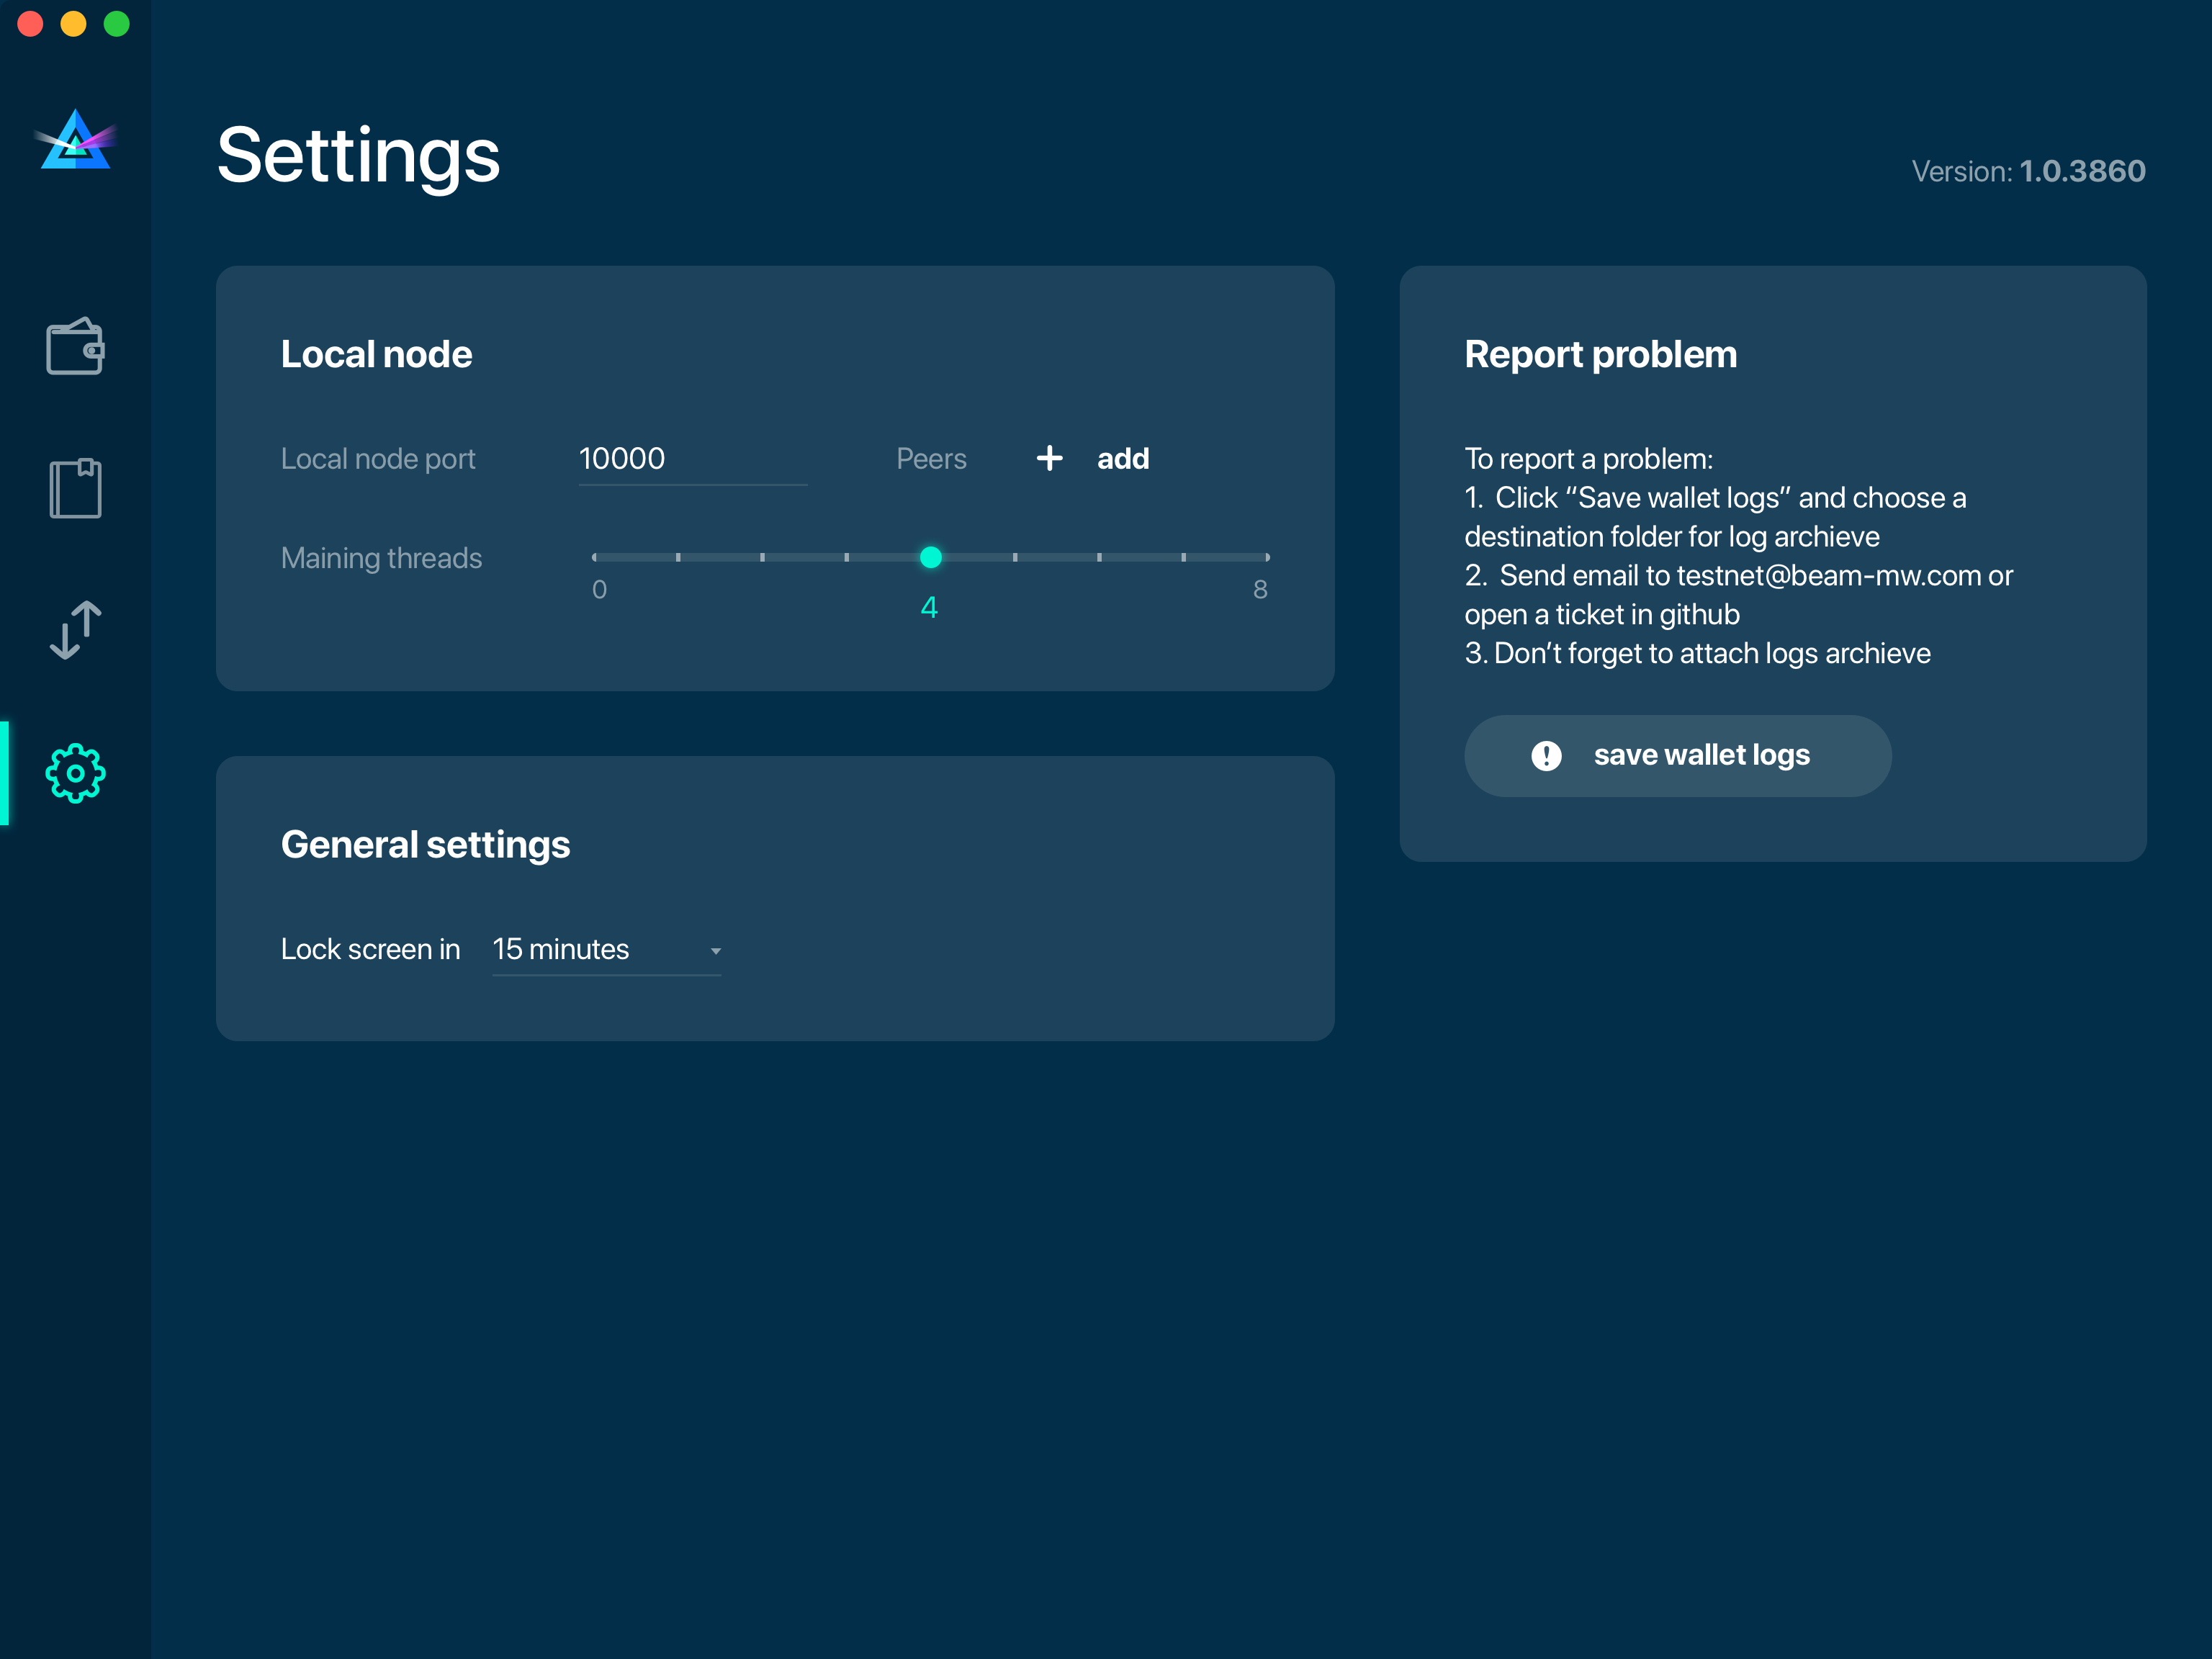 Settings
Version: 1.0.3860
Local node
Local node port 10000 Peers + add
Maining threads
0 8
4
General settings
Lock screen in 15 minutes
Report problem
To report a problem:
1. Click “Save wallet logs” and choose a
destination folder for log archieve
2. Send email to testnet@beam-mw.com or
open a ticket in github
3. Don’t forget to attach logs archieve
save wallet logs